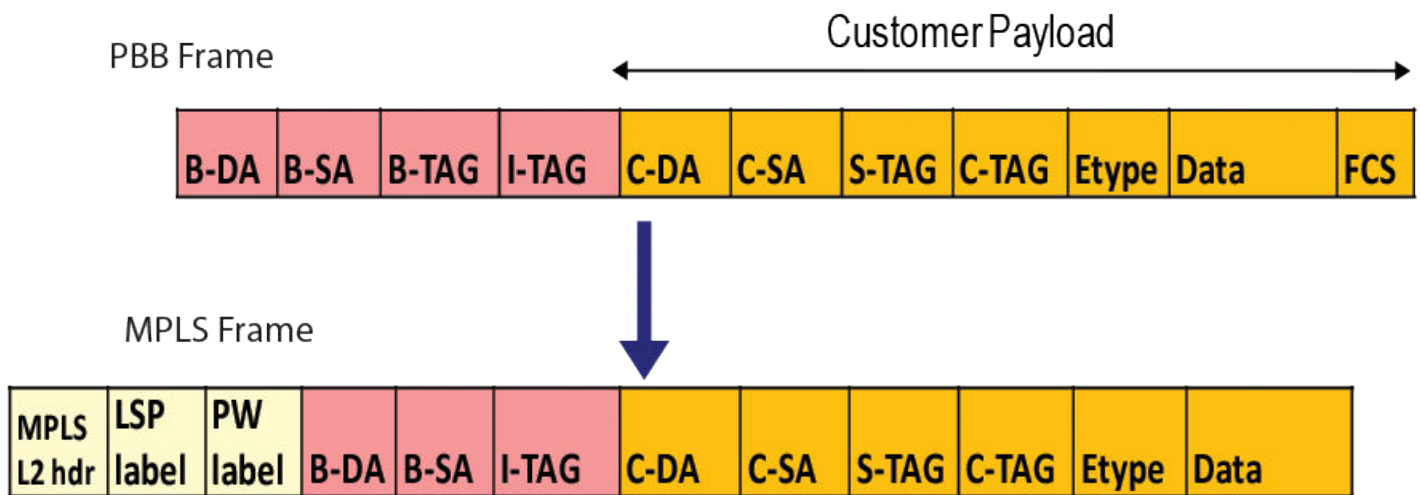 Customer Payload
PBB Frame
B-DA B-SA B-TAG I-TAG C-DA C-SA S-TAG C-TAG Etype Data FCS
MPLS Frame
MPLS L2 hdr LSP label PW label B-DA B-SA I-TAG C-DA C-SA S-TAG C-TAG Etype Data